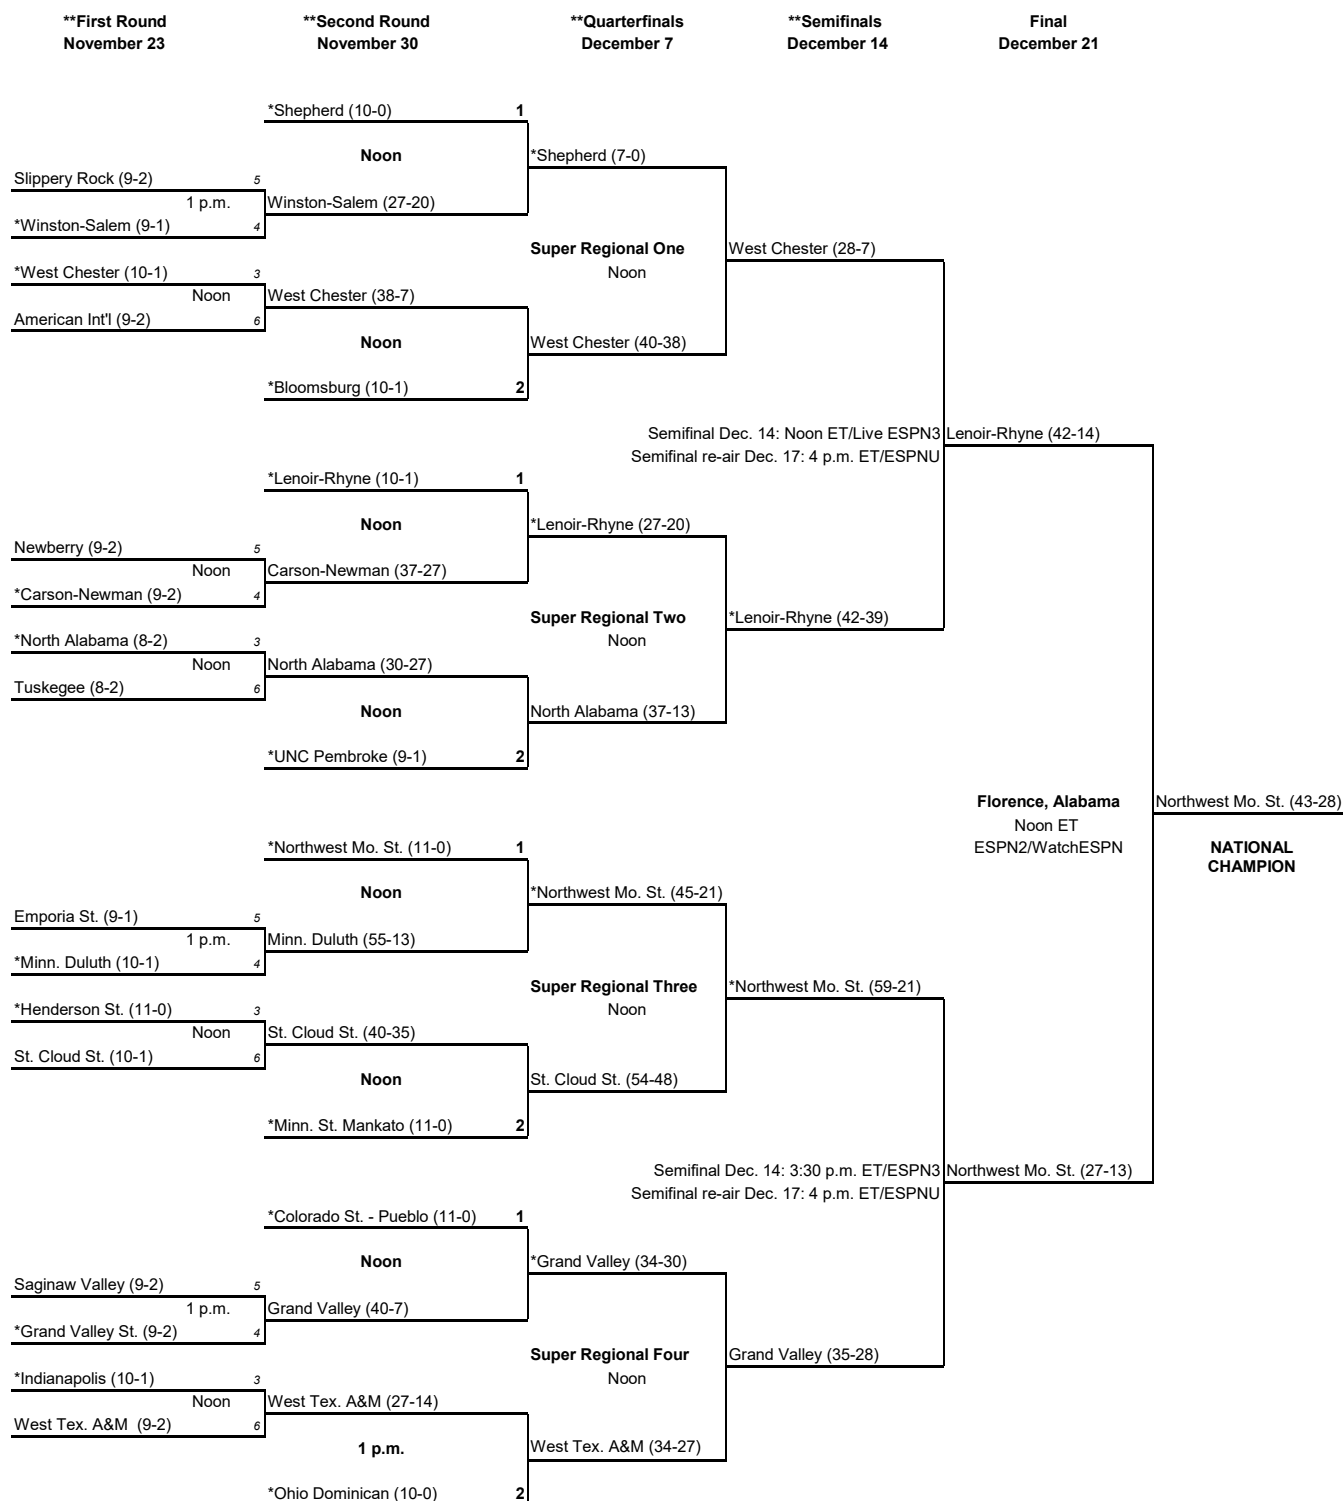 **First Round
November 23
**Second Round
November 30
**Quarterfinals
December 7
**Semifinals
December 14
Final
December 21
*Shepherd (10-0) 1
Noon
*Shepherd (7-0)
Slippery Rock (9-2) 5
1 p.m.
Winston-Salem (27-20)
*Winston-Salem (9-1) 4
Super Regional One
Noon
West Chester (28-7)
*West Chester (10-1) 3
Noon
West Chester (38-7)
American Int'l (9-2) 6
Noon
West Chester (40-38)
*Bloomsburg (10-1) 2
Semifinal Dec. 14: Noon ET/Live ESPN3
Semifinal re-air Dec. 17: 4 p.m. ET/ESPNU
Lenoir-Rhyne (42-14)
*Lenoir-Rhyne (10-1) 1
Noon
*Lenoir-Rhyne (27-20)
Newberry (9-2) 5
Noon
Carson-Newman (37-27)
*Carson-Newman (9-2) 4
Super Regional Two
Noon
*Lenoir-Rhyne (42-39)
*North Alabama (8-2) 3
Noon
North Alabama (30-27)
Tuskegee (8-2) 6
Noon
North Alabama (37-13)
*UNC Pembroke (9-1) 2
Florence, Alabama
Noon ET
ESPN2/WatchESPN
Northwest Mo. St. (43-28)
NATIONAL
CHAMPION
*Northwest Mo. St. (11-0) 1
Noon
*Northwest Mo. St. (45-21)
Emporia St. (9-1) 5
1 p.m.
Minn. Duluth (55-13)
*Minn. Duluth (10-1) 4
Super Regional Three
Noon
*Northwest Mo. St. (59-21)
*Henderson St. (11-0) 3
Noon
St. Cloud St. (40-35)
St. Cloud St. (10-1) 6
Noon
St. Cloud St. (54-48)
*Minn. St. Mankato (11-0) 2
Semifinal Dec. 14: 3:30 p.m. ET/ESPN3
Semifinal re-air Dec. 17: 4 p.m. ET/ESPNU
Northwest Mo. St. (27-13)
*Colorado St. - Pueblo (11-0) 1
Noon
*Grand Valley (34-30)
Saginaw Valley (9-2) 5
1 p.m.
Grand Valley (40-7)
*Grand Valley St. (9-2) 4
Super Regional Four
Noon
Grand Valley (35-28)
*Indianapolis (10-1) 3
Noon
West Tex. A&M (27-14)
West Tex. A&M (9-2) 6
1 p.m.
West Tex. A&M (34-27)
*Ohio Dominican (10-0) 2